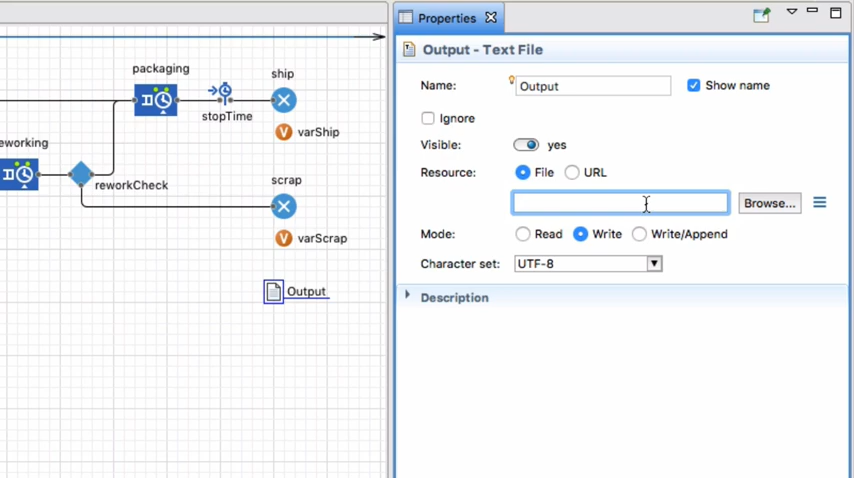 packaging
ship
stopTime
varShip
eworking
reworkCheck
scrap
varScrap
Output
Properties
Output - Text File
Name: Output Show name
Ignore
Visible: yes
Resource: File URL
Browse...
Mode: Read Write Write/Append
Character set: UTF-8
Description